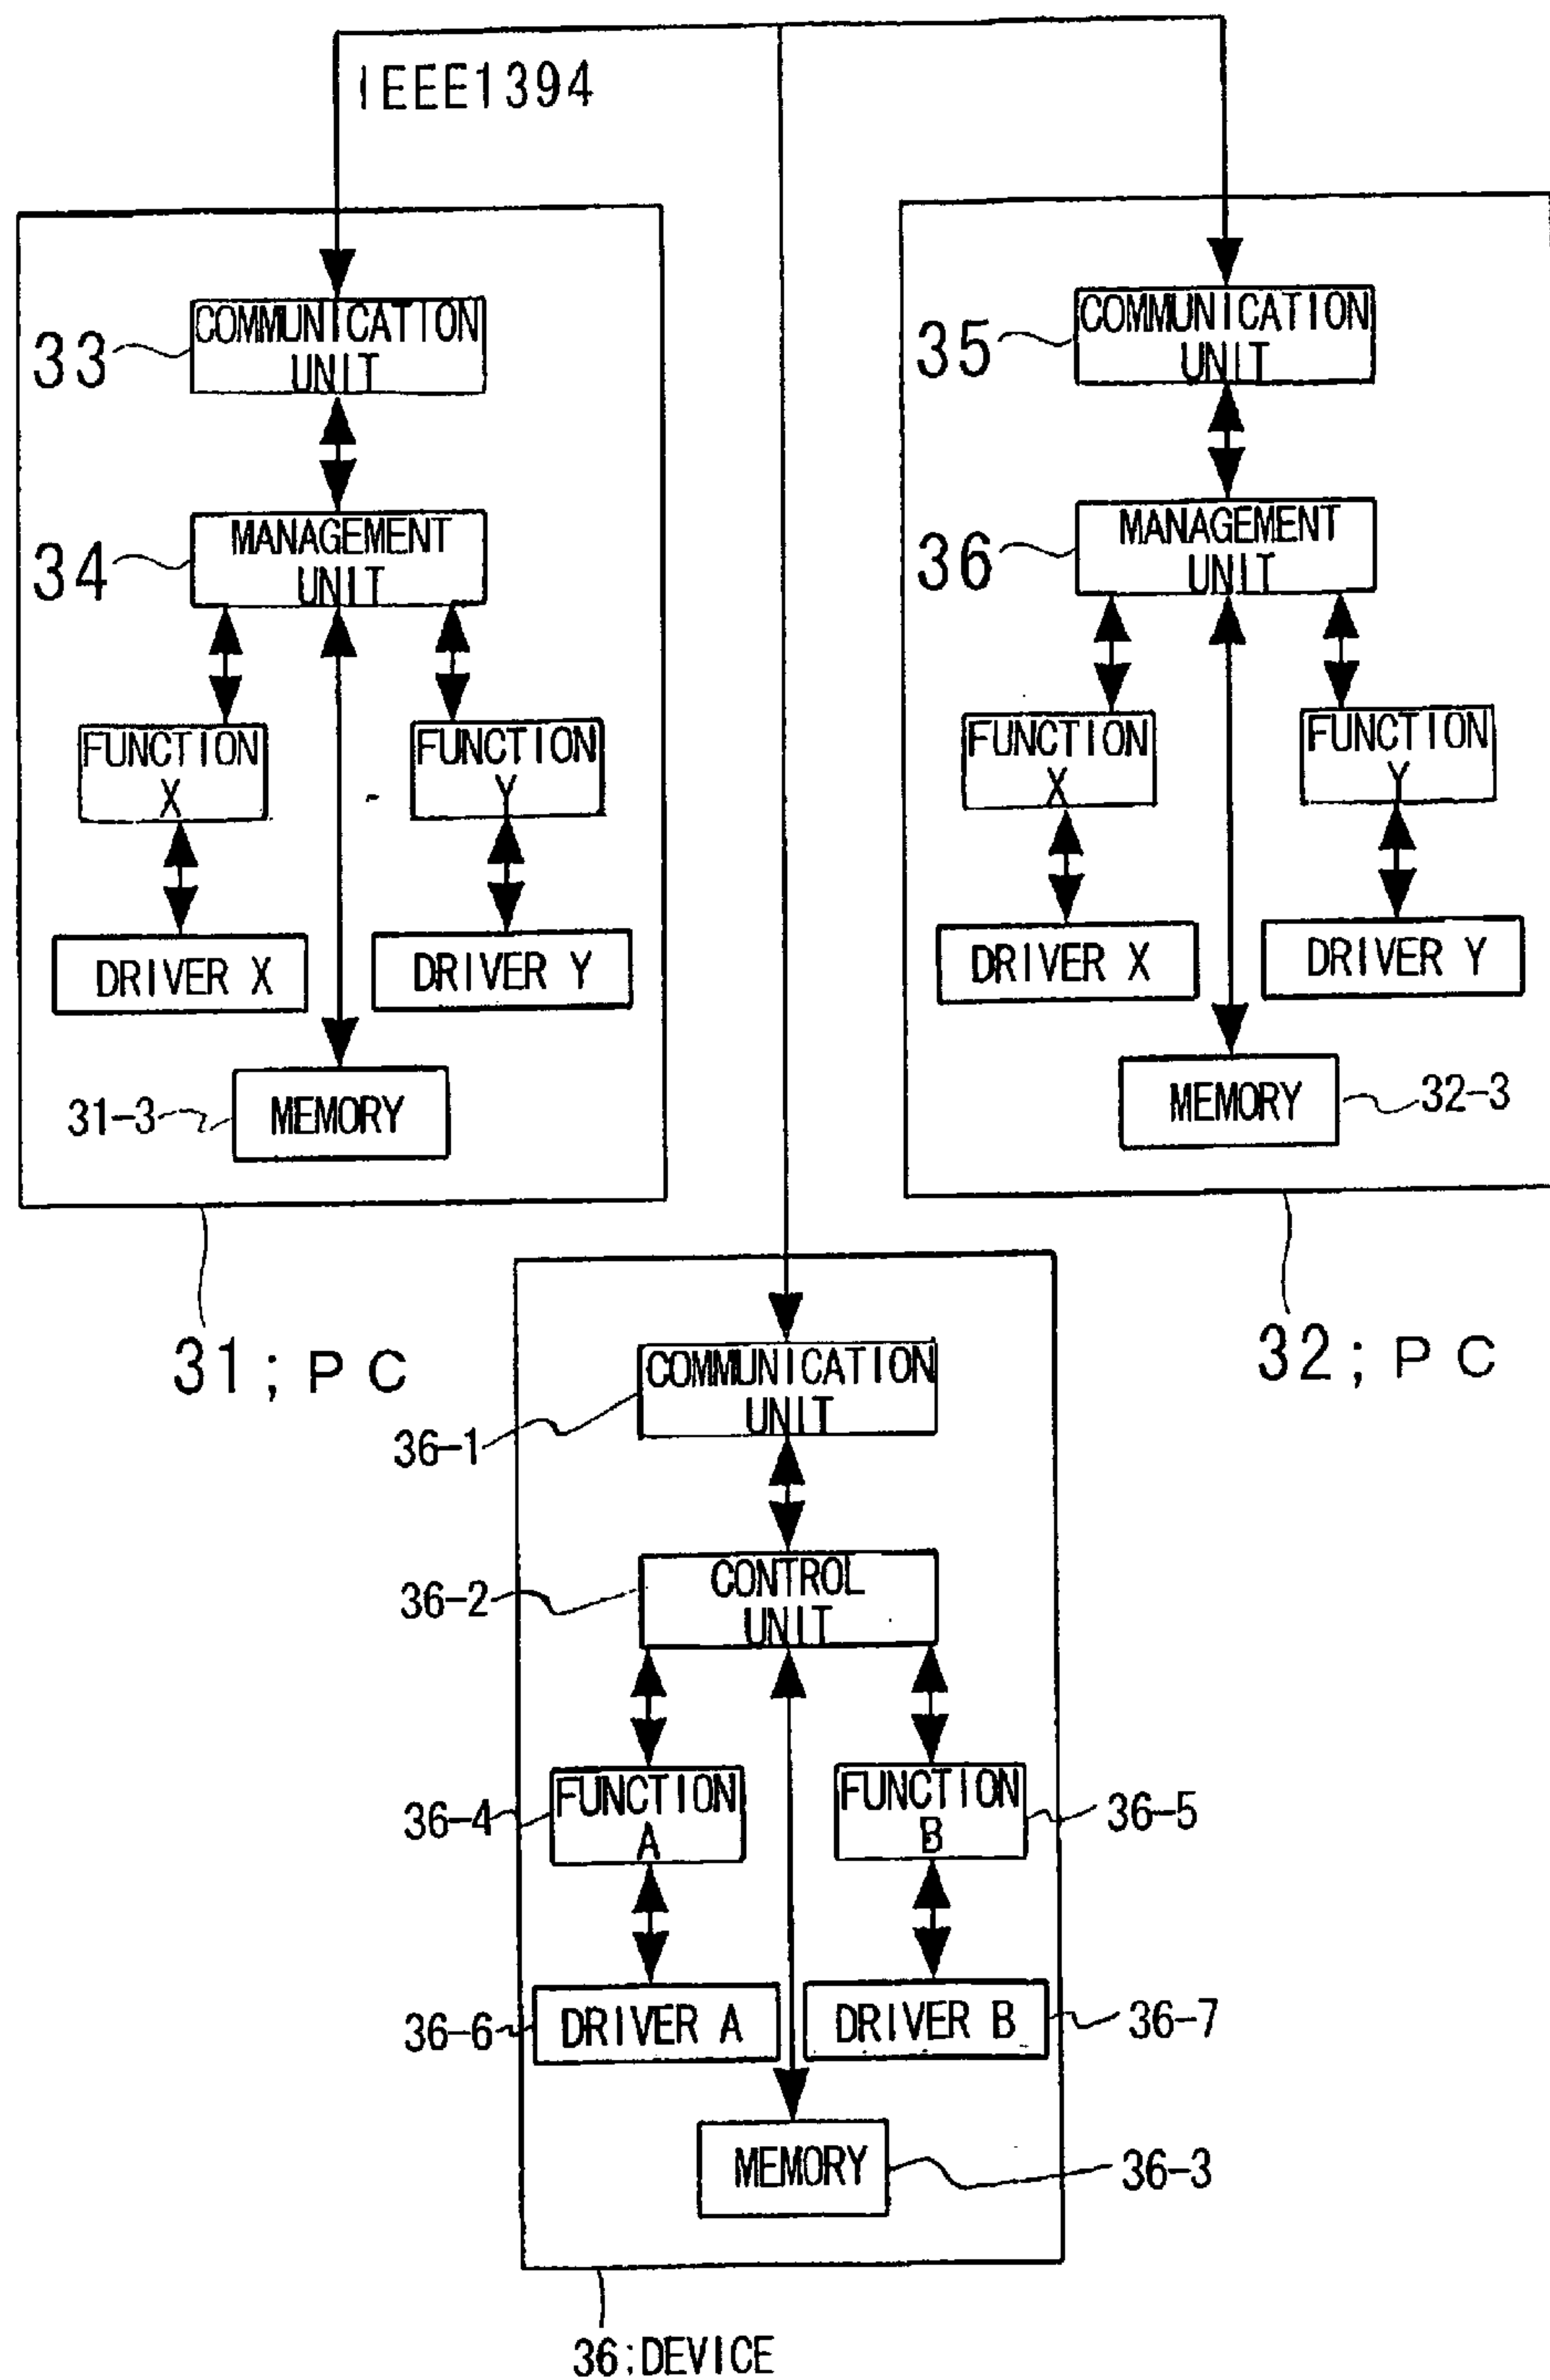 IEEE1394
COMMUNICATION
UNIT
33
MANAGEMENT
UNIT
34
FUNCTION
X
FUNCTION
Y
DRIVER X
DRIVER Y
31-3
MEMORY
31;PC
COMMUNICATION
UNIT
35
MANAGEMENT
UNIT
36
FUNCTION
X
FUNCTION
Y
DRIVER X
DRIVER Y
MEMORY
32-3
32;PC
COMMUNICATION
UNIT
36-1
CONTROL
UNIT
36-2
36-4
FUNCTION
A
FUNCTION
B
36-5
36-6
DRIVER A
DRIVER B
36-7
MEMORY
36-3
36;DEVICE